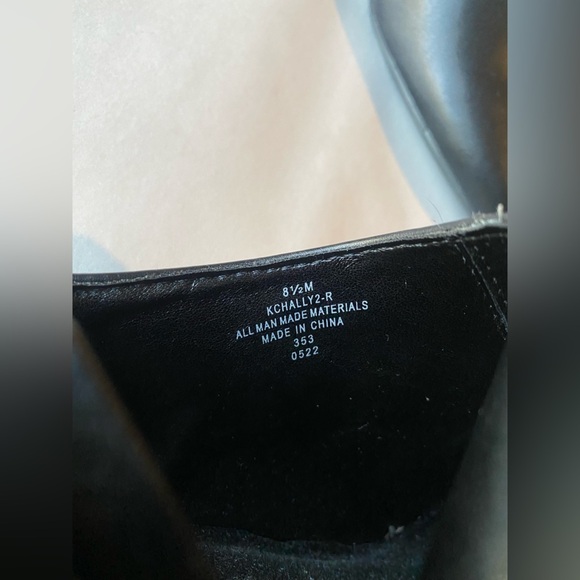 8½M
KCHALLY2-R
ALL MAN MADE MATERIALS
MADE IN CHINA
353
0522